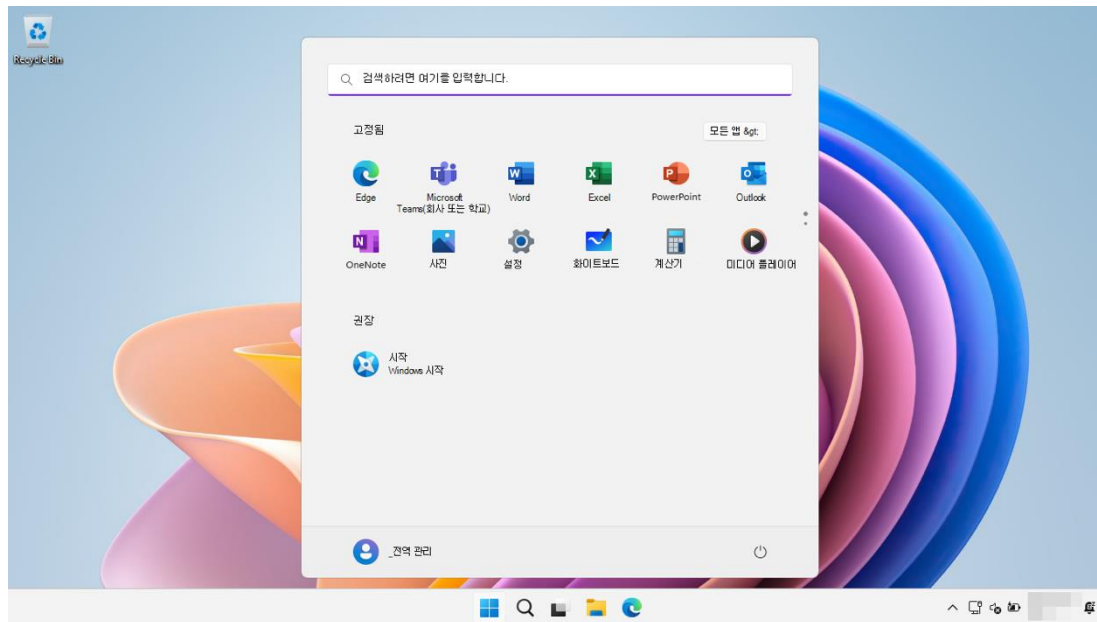 Recycle Bin
검색하려면 여기를 입력합니다.
고정됨
모든 앱 &gt;
Edge
Microsoft
Teams(회사 또는 학교)
Word
Excel
PowerPoint
Outlook
OneNote
사진
설정
화이트보드
계산기
미디어 플레이어
권장
시작
Windows 시작
_전역 관리